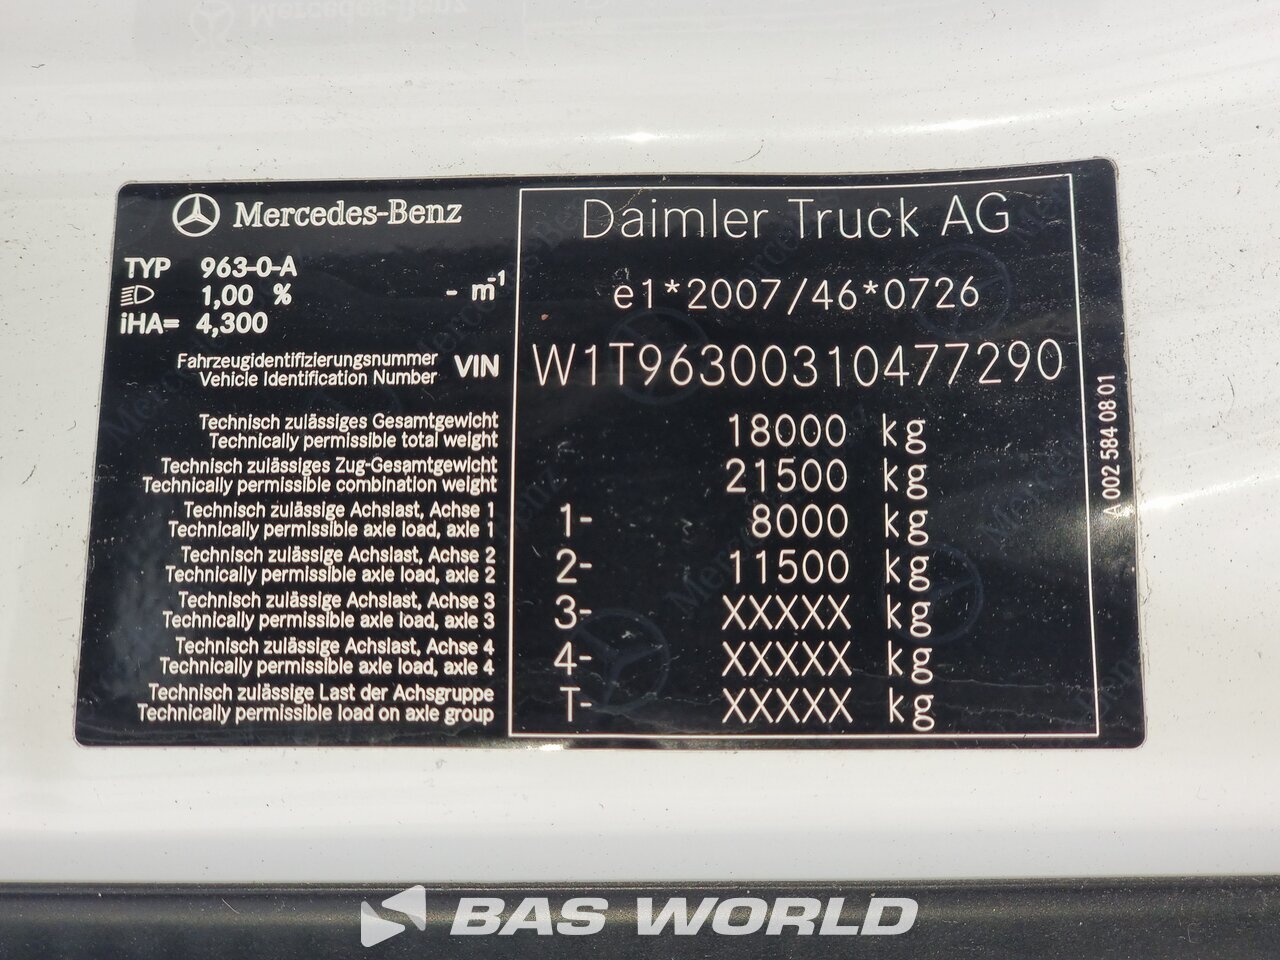 Mercedes-Benz
Daimler Truck AG
TYP 963-0-A
1,00 % - m⁻¹
iHA= 4,300
e1*2007/46*0726
Fahrzeugidentifizierungsnummer
Vehicle Identification Number VIN
W1T96300310477290
Technisch zulässiges Gesamtgewicht
Technically permissible total weight
18000 kg
Technisch zulässiges Zug-Gesamtgewicht
Technically permissible combination weight
21500 kg
Technisch zulässige Achslast, Achse 1
Technically permissible axle load, axle 1
1- 8000 kg
Technisch zulässige Achslast, Achse 2
Technically permissible axle load, axle 2
2- 11500 kg
Technisch zulässige Achslast, Achse 3
Technically permissible axle load, axle 3
3- XXXXX kg
Technisch zulässige Achslast, Achse 4
Technically permissible axle load, axle 4
4- XXXXX kg
Technisch zulässige Last der Achsgruppe
Technically permissible load on axle group
T- XXXXX kg
A 002 584 08 01
BAS WORLD